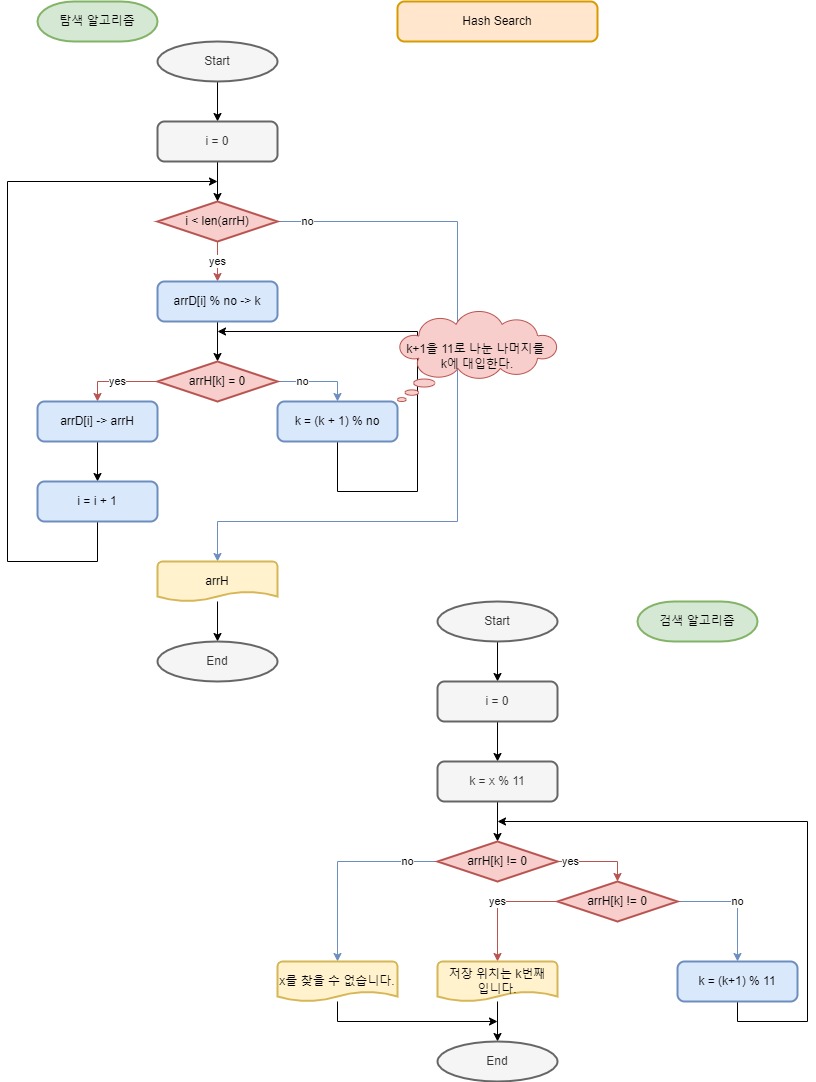 탐색 알고리즘
Hash Search
Start
i = 0
i < len(arrH)
no
yes
arrD[i] % no -> k
k+1을 11로 나눈 나머지를
k에 대입한다.
arrH[k] = 0
yes
no
arrD[i] -> arrH
k = (k + 1) % no
i = i + 1
arrH
End
Start
검색 알고리즘
i = 0
k = x % 11
arrH[k] != 0
no
yes
arrH[k] != 0
yes
no
x를 찾을 수 없습니다.
저장 위치는 k번째
입니다.
k = (k+1) % 11
End